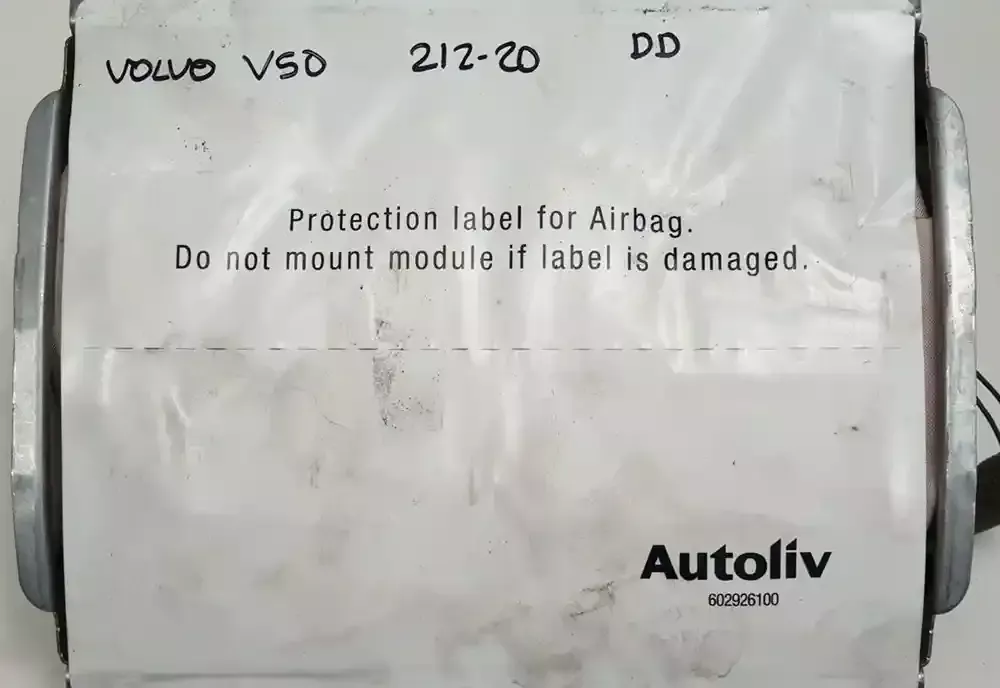 VOLVO V50 212-20 DD
Protection label for Airbag.
Do not mount module if label is damaged.
Autoliv
602926100